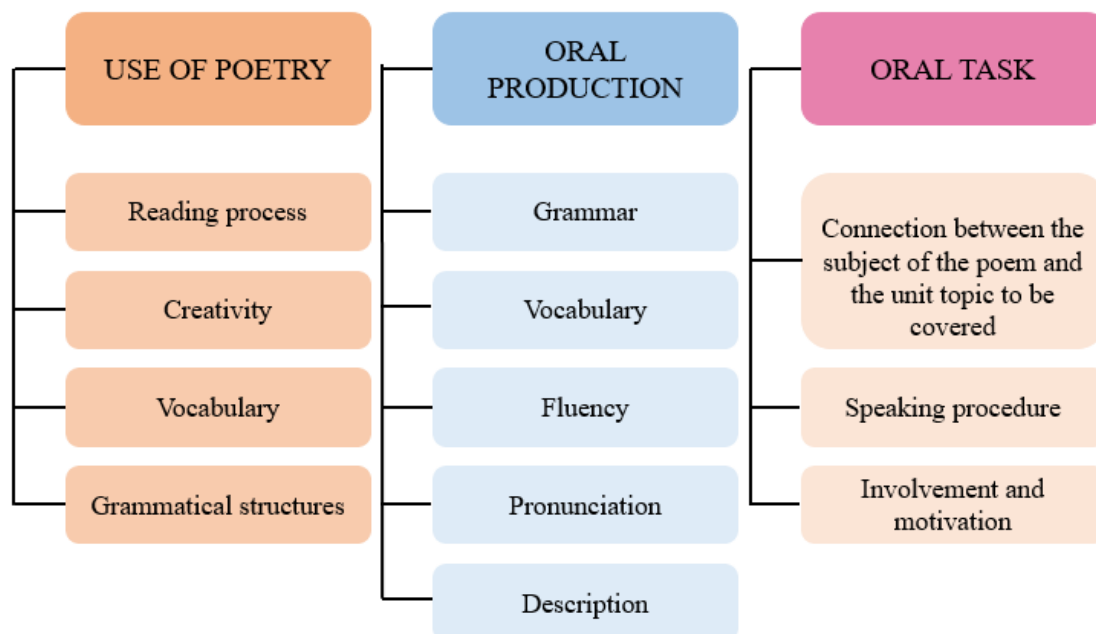 USE OF POETRY
Reading process
Creativity
Vocabulary
Grammatical structures
ORAL
PRODUCTION
Grammar
Vocabulary
Fluency
Pronunciation
Description
ORAL TASK
Connection between the
subject of the poem and
the unit topic to be
covered
Speaking procedure
Involvement and
motivation